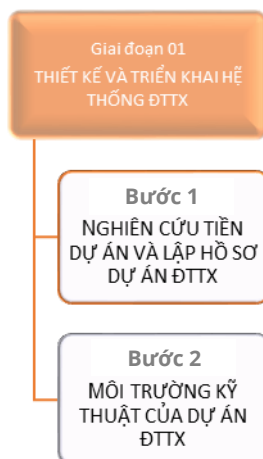 Giai đoạn 01
THIẾT KẾ VÀ TRIỂN KHAI HỆ
THỐNG ĐTTX
Bước 1
NGHIÊN CỨU TIỀN
DỰ ÁN VÀ LẬP HỒ SƠ
DỰ ÁN ĐTTX
Bước 2
MÔI TRƯỜNG KỸ
THUẬT CỦA DỰ ÁN
ĐTTX